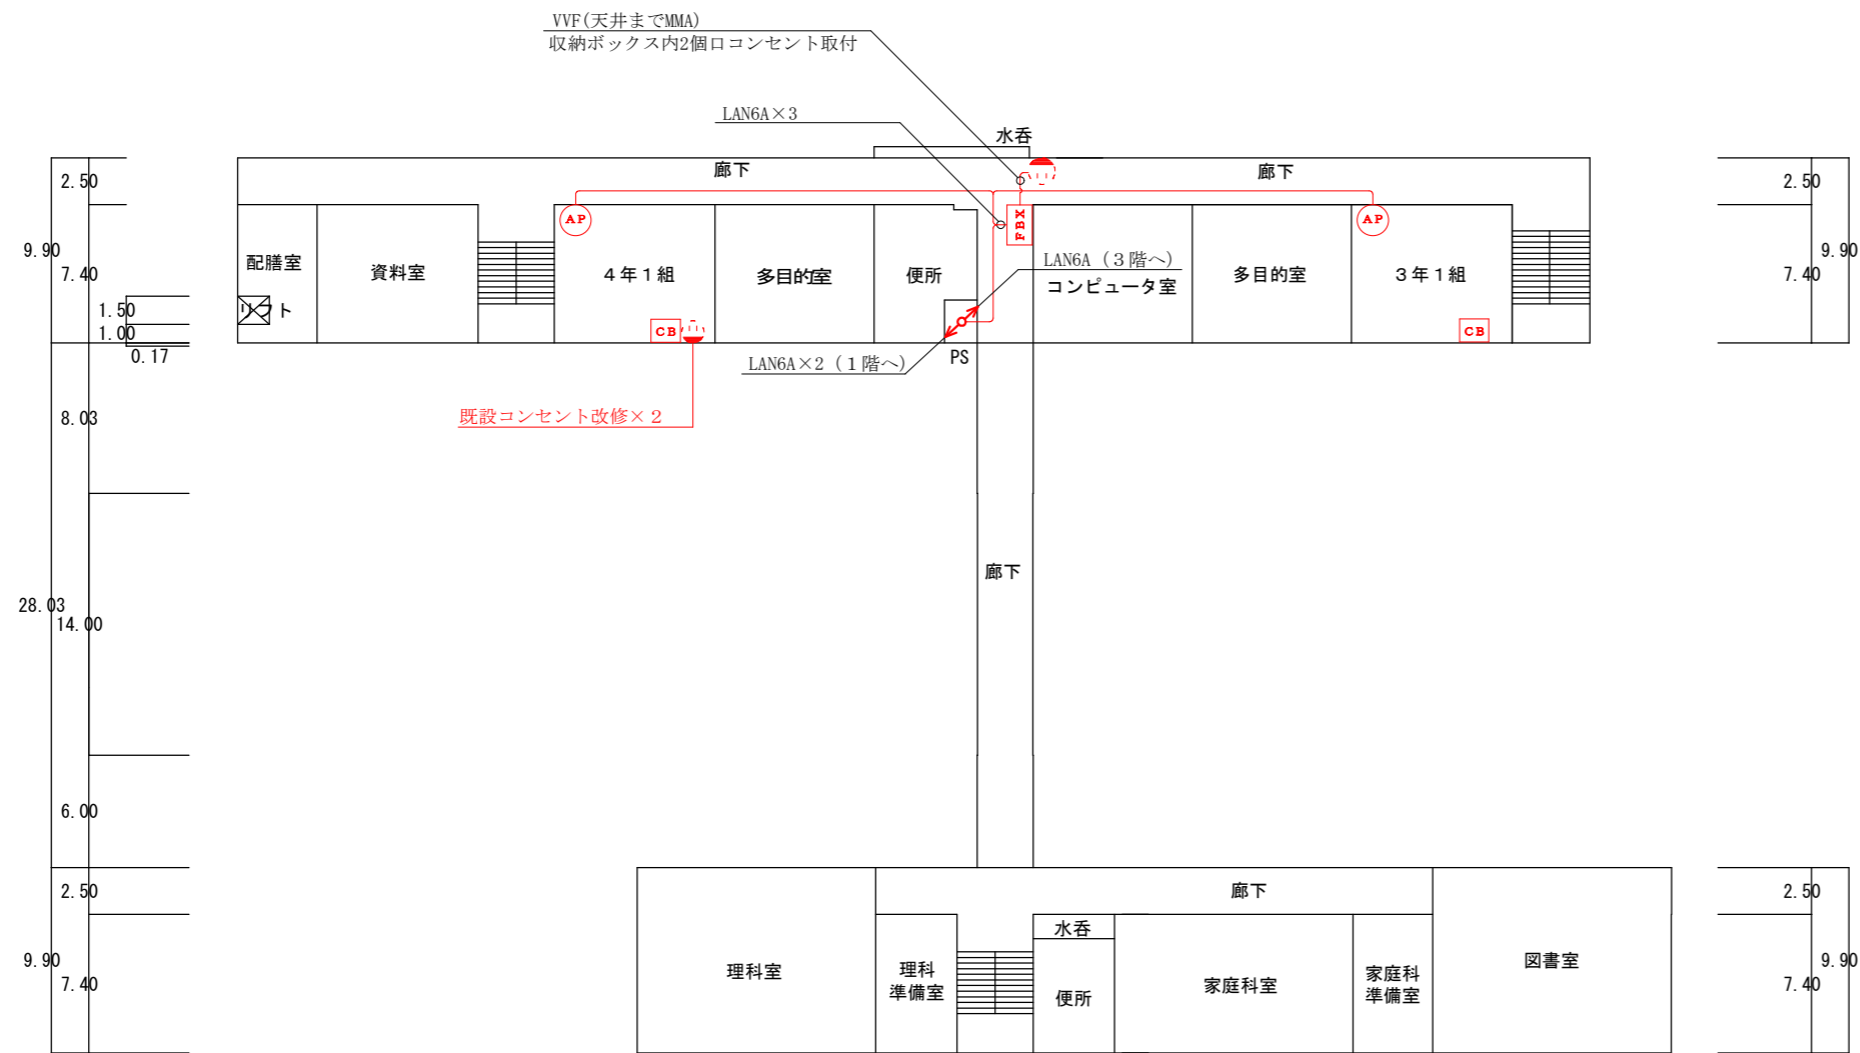 VVF(天井までMMA)
収納ボックス内2個口コンセント取付
LAN6A×3
水呑
廊下
廊下
2.50
2.50
AP
FBX
AP
9.90
7.40
配膳室
資料室
４年１組
多目的室
便所
LAN6A（３階へ）
コンピュータ室
多目的室
３年１組
7.40
9.90
1.50
リフト
1.00
CB
CB
0.17
LAN6A×2（１階へ）
PS
8.03
既設コンセント改修×２
廊下
28.03
14.00
6.00
2.50
廊下
2.50
水呑
9.90
7.40
理科室
理科
準備室
便所
家庭科室
家庭科
準備室
図書室
7.40
9.90